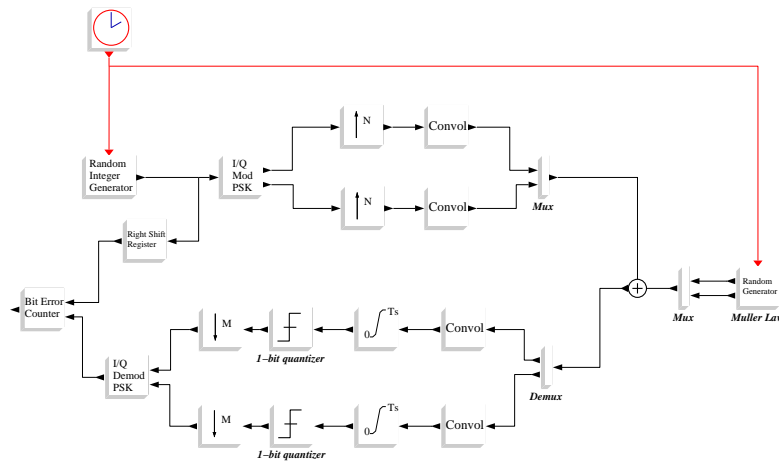 N
Convol
Random
Integer
Generator
I/Q
Mod
PSK
N
Convol
Mux
Right Shift
Register
Random
Generator
Mux
Muller Law
Bit Error
Counter
M
1−bit quantizer
Ts
0
Convol
I/Q
Demod
PSK
Demux
M
1−bit quantizer
Ts
0
Convol